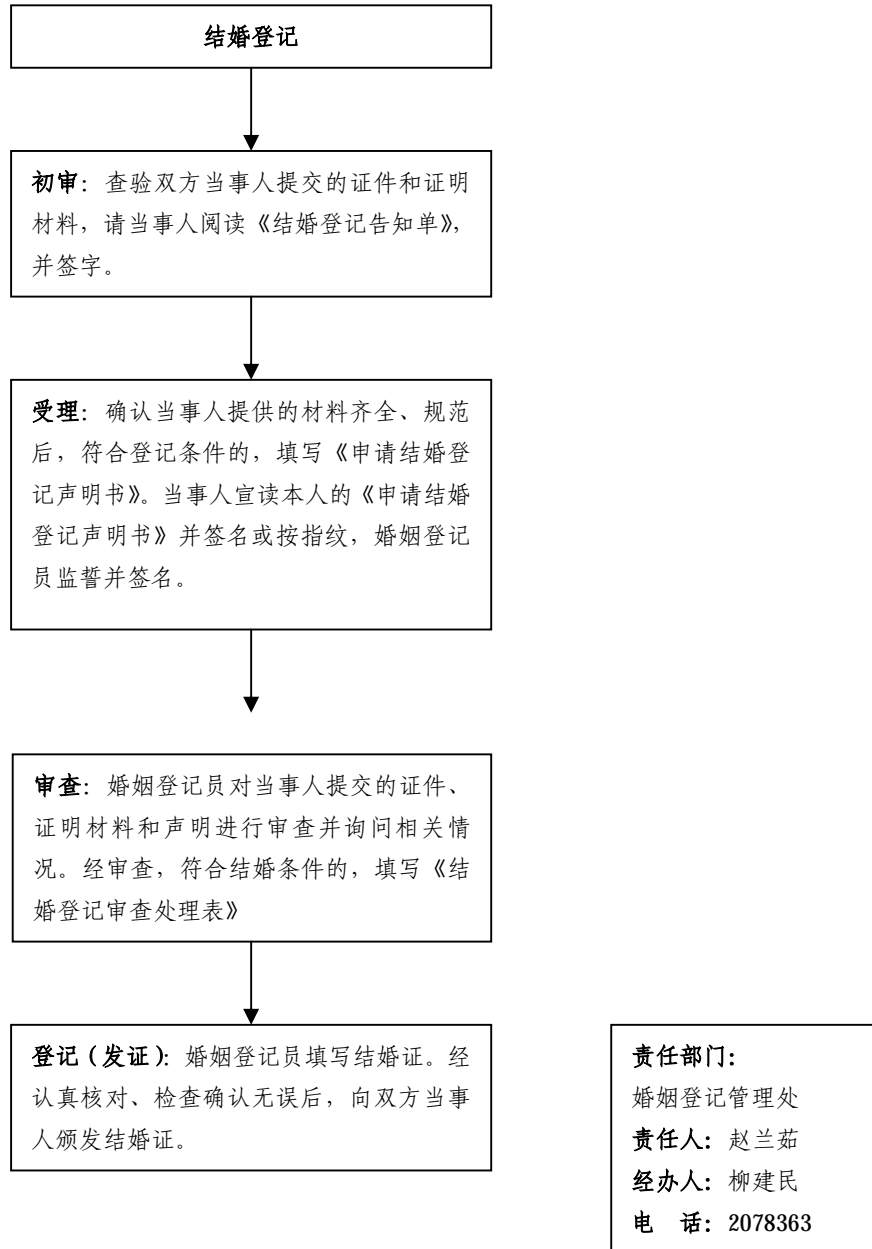 结婚登记
初审：查验双方当事人提交的证件和证明
材料，请当事人阅读《结婚登记告知单》，
并签字。
受理：确认当事人提供的材料齐全、规范
后，符合登记条件的，填写《申请结婚登
记声明书》。当事人宣读本人的《申请结婚
登记声明书》并签名或按指纹，婚姻登记
员监誓并签名。
审查：婚姻登记员对当事人提交的证件、
证明材料和声明进行审查并询问相关情
况。经审查，符合结婚条件的，填写《结
婚登记审查处理表》
登记（发证）：婚姻登记员填写结婚证。经
认真核对、检查确认无误后，向双方当事
人颁发结婚证。
责任部门：
婚姻登记管理处
责任人：赵兰茹
经办人：柳建民
电　话：2078363